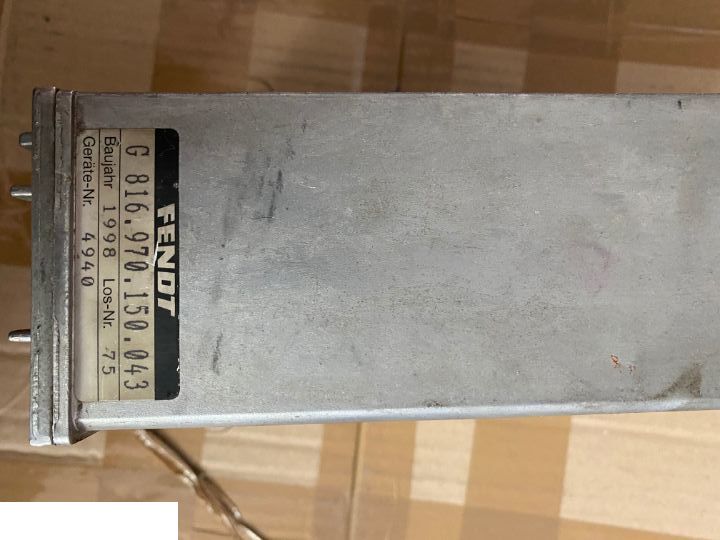 FENDT
G 816.970.150.043
Baujahr 1998 Los-Nr. 75
Geräte-Nr. 4940